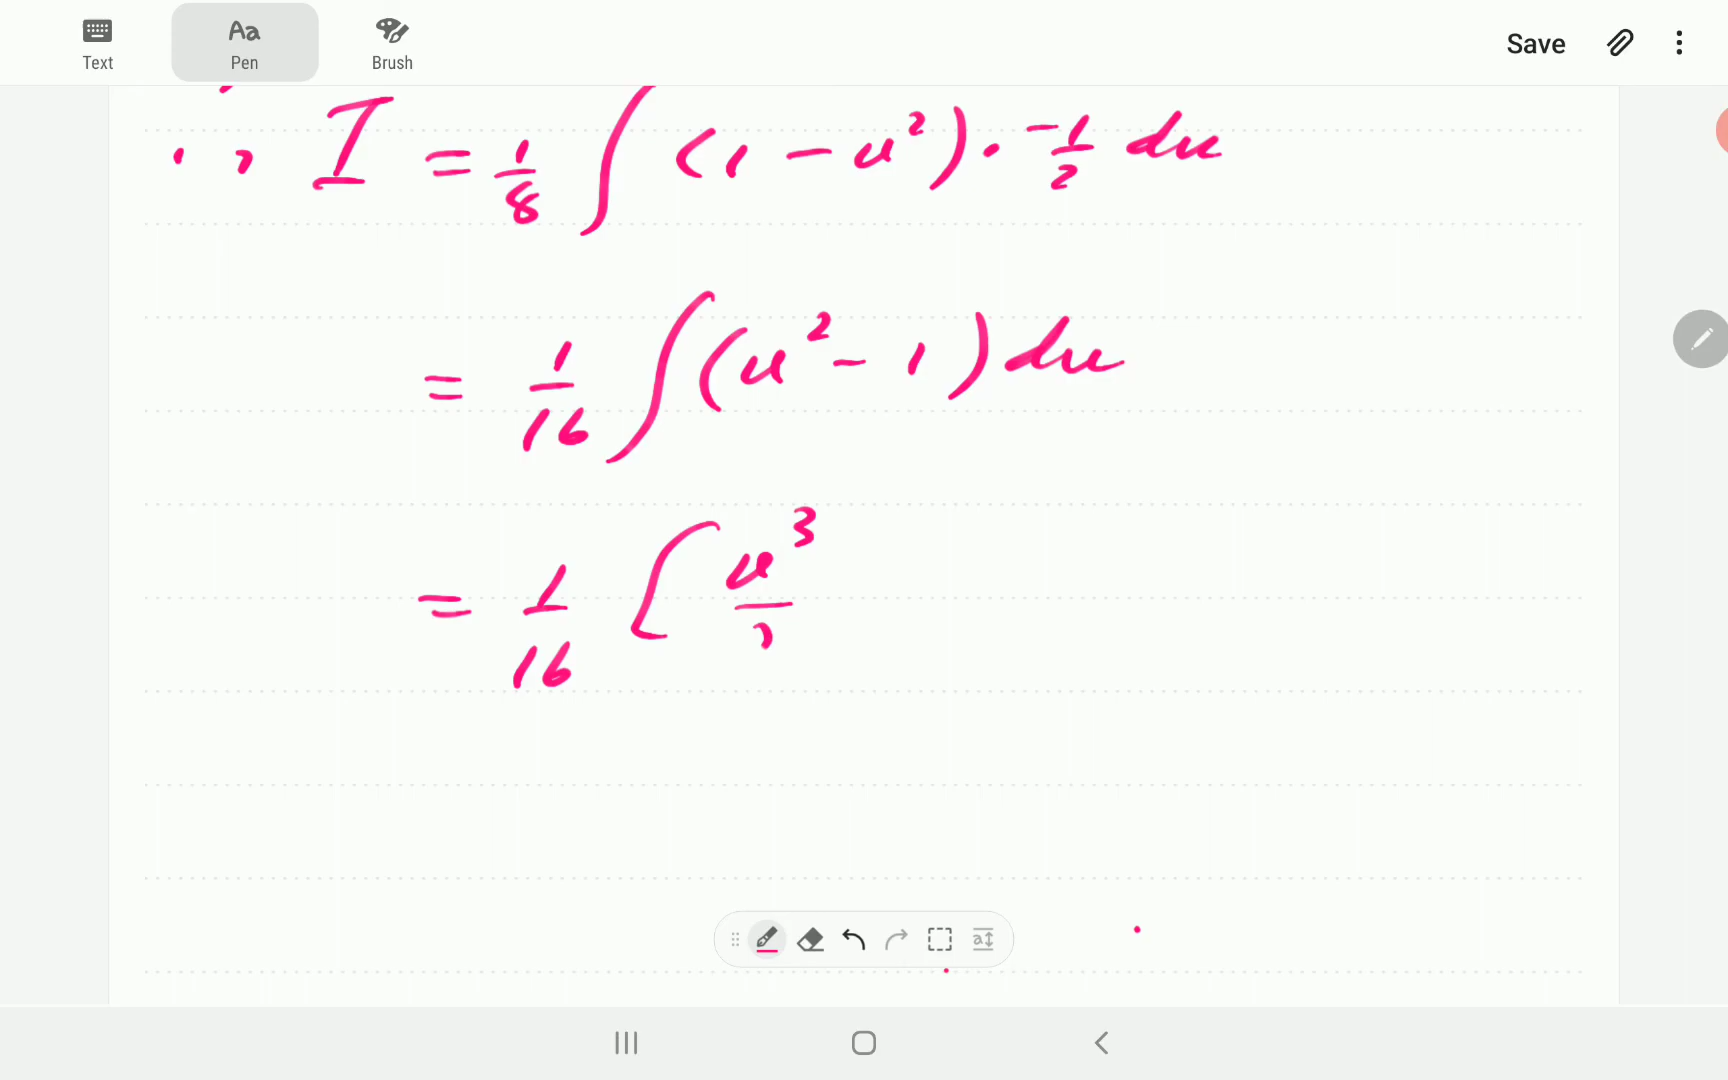 Text Aa Pen Brush Save
∴ I = 1/8 ∫ (1 - u²) · -1/2 du
= 1/16 ∫ (u² - 1) du
= 1/16 [ u³/